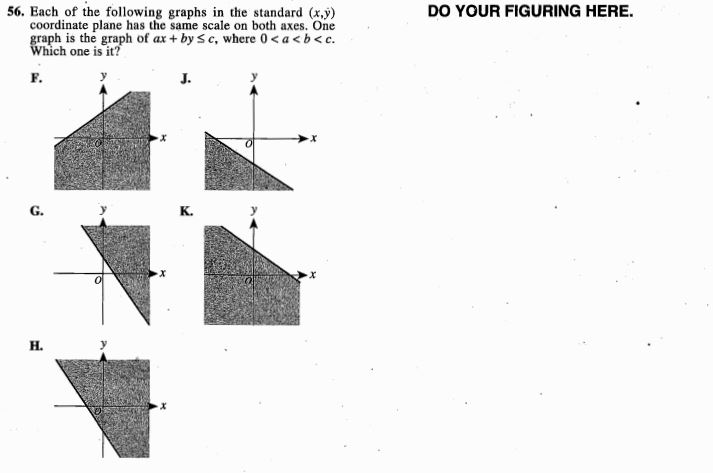 56. Each of the following graphs in the standard (x,y)
coordinate plane has the same scale on both axes. One
graph is the graph of ax + by ≤ c, where 0 < a < b < c.
Which one is it?
DO YOUR FIGURING HERE.
F.
y
O
x
J.
y
O
x
G.
y
O
x
K.
y
O
x
H.
y
O
x